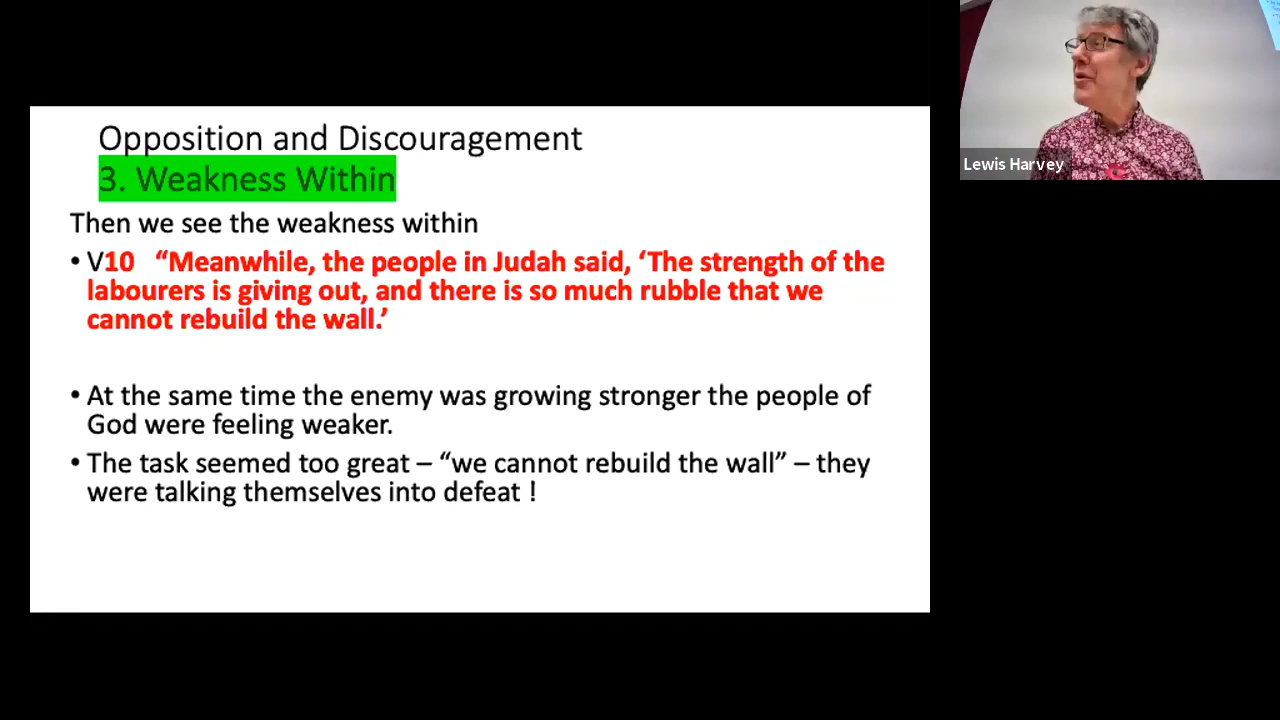 Opposition and Discouragement
3. Weakness Within
Then we see the weakness within
• V10 “Meanwhile, the people in Judah said, ‘The strength of the
labourers is giving out, and there is so much rubble that we
cannot rebuild the wall.’
• At the same time the enemy was growing stronger the people of
God were feeling weaker.
• The task seemed too great – “we cannot rebuild the wall” – they
were talking themselves into defeat !
Lewis Harvey